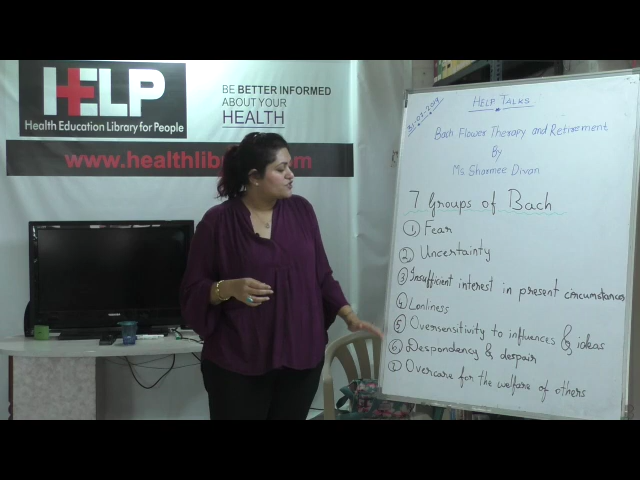 HELP
Health Education Library for People
BE BETTER INFORMED
ABOUT YOUR
HEALTH
www.healthlib
m
HELP TALKS
Bach Flower Therapy and Retirement
By
Ms Sharmee Divan
7 Groups of Bach
① Fear
② Uncertainty
③ Insufficient interest in present circumstances
④ Lonliness
⑤ Oversensitivity to influences & ideas
⑥ Despondency & despair
⑦ Overcare for the welfare of others